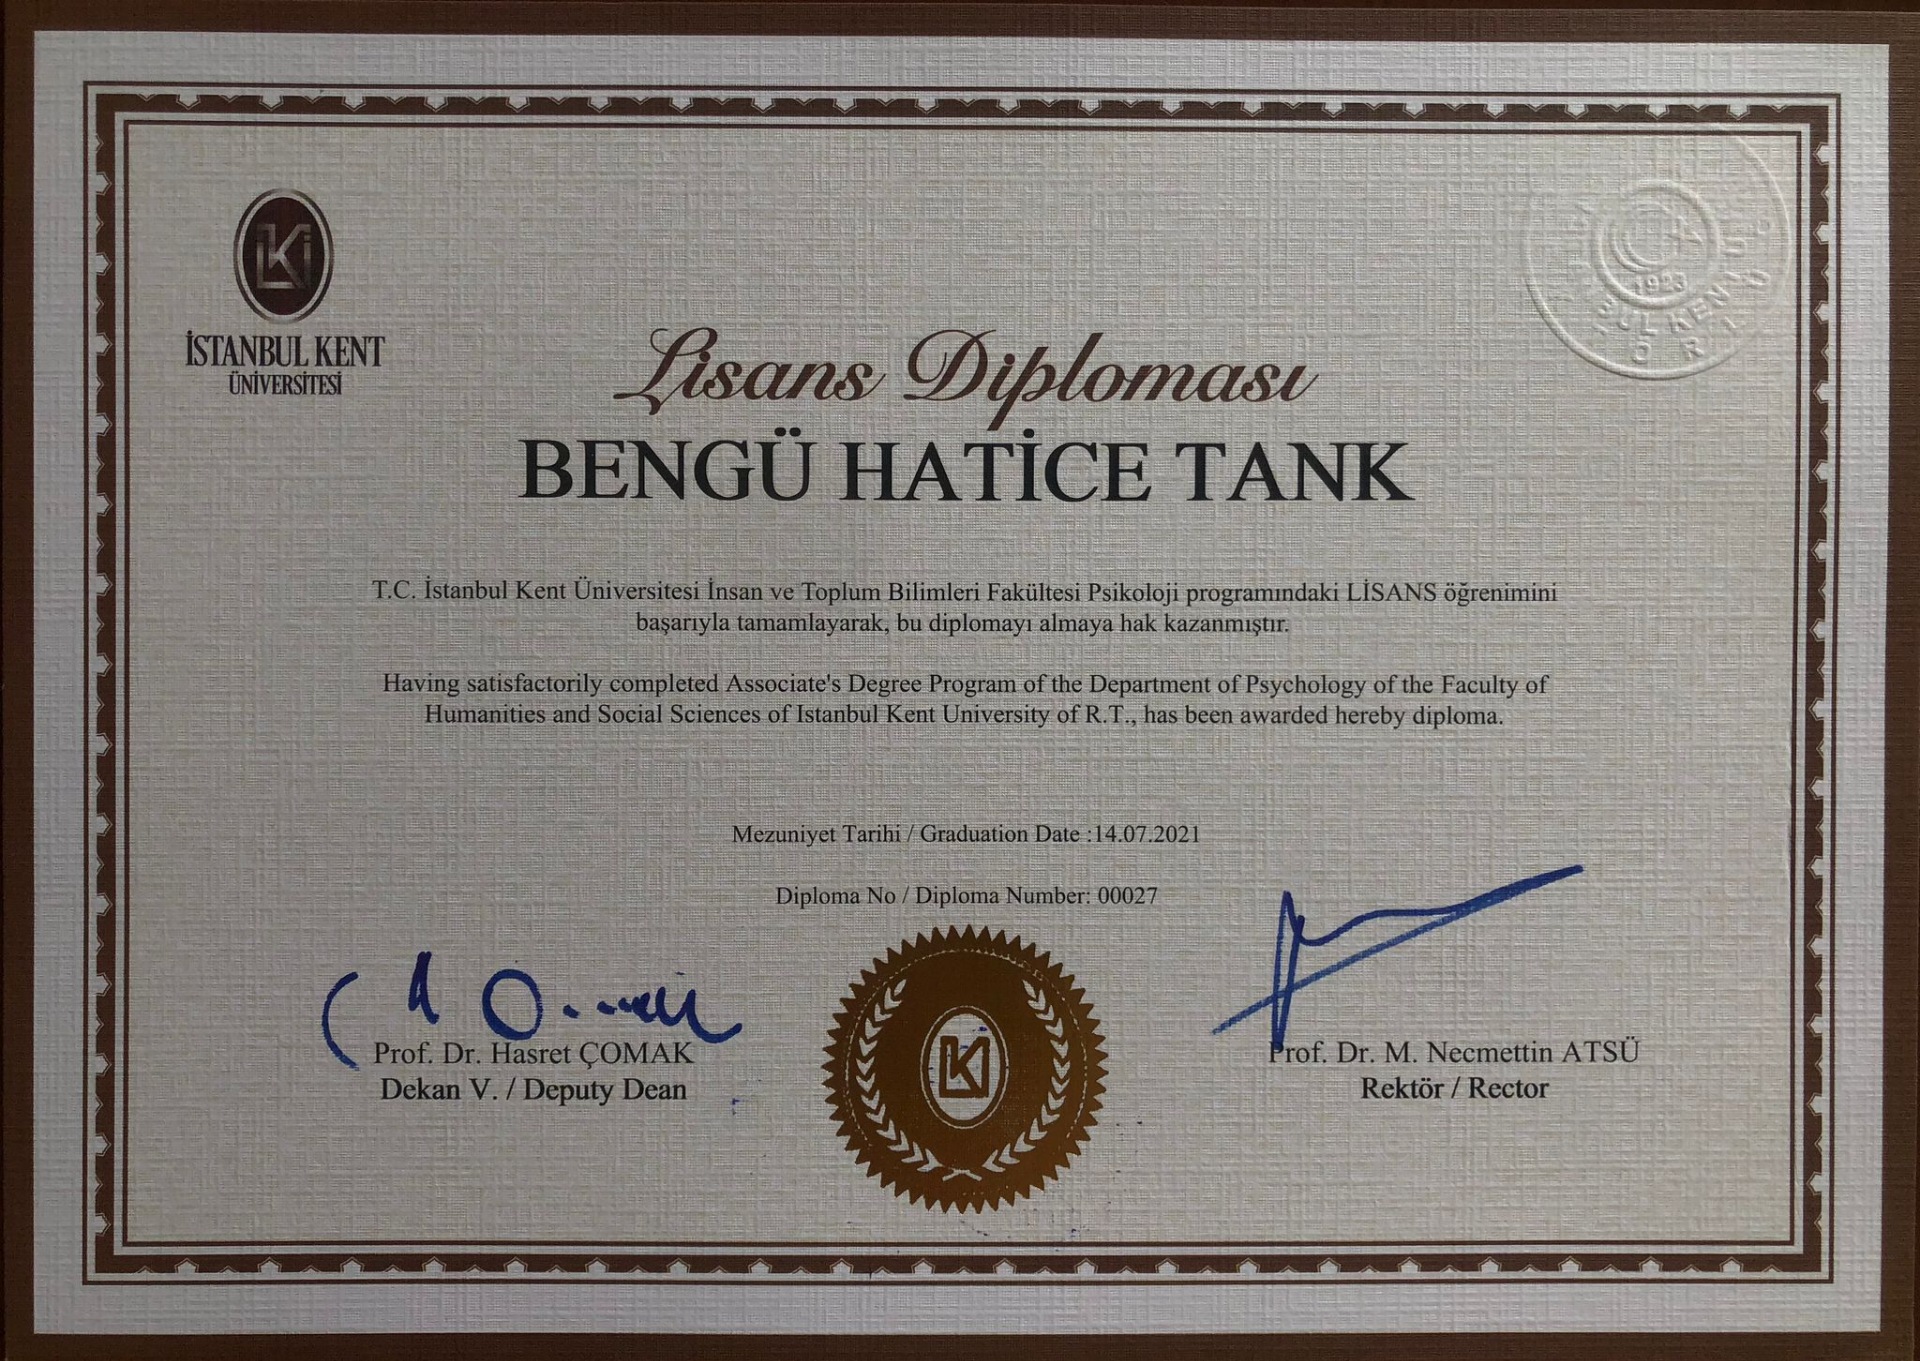 İSTANBUL KENT
ÜNİVERSİTESİ
1923
Lisans Diploması
BENGÜ HATİCE TANK
T.C. İstanbul Kent Üniversitesi İnsan ve Toplum Bilimleri Fakültesi Psikoloji programındaki LİSANS öğrenimini
başarıyla tamamlayarak, bu diplomayı almaya hak kazanmıştır.
Having satisfactorily completed Associate's Degree Program of the Department of Psychology of the Faculty of
Humanities and Social Sciences of Istanbul Kent University of R.T., has been awarded hereby diploma.
Mezuniyet Tarihi / Graduation Date :14.07.2021
Diploma No / Diploma Number: 00027
Prof. Dr. Hasret ÇOMAK
Dekan V. / Deputy Dean
Prof. Dr. M. Necmettin ATSÜ
Rektör / Rector